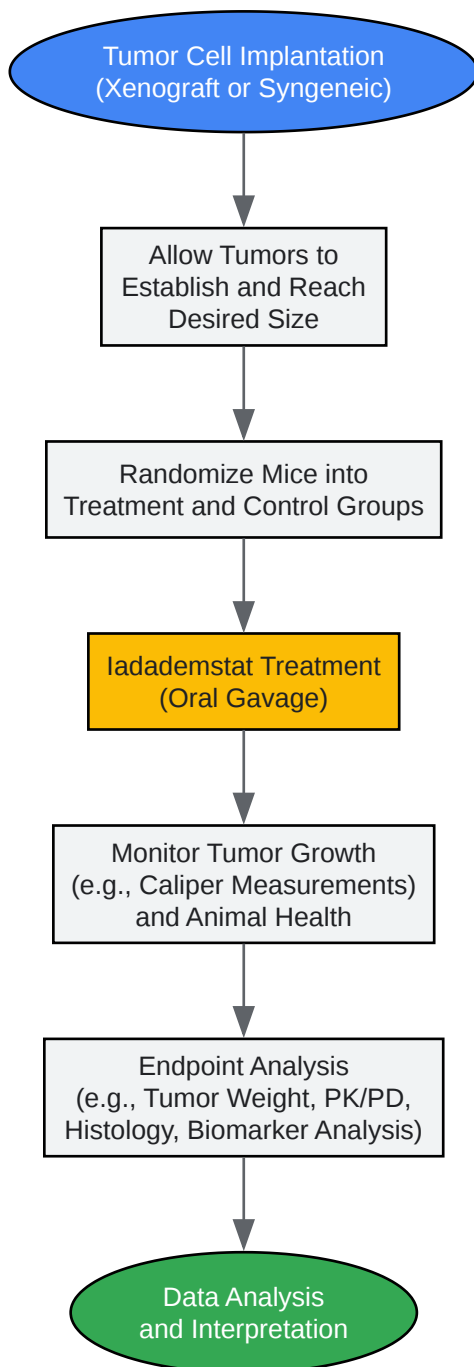 Tumor Cell Implantation
(Xenograft or Syngeneic)
Allow Tumors to
Establish and Reach
Desired Size
Randomize Mice into
Treatment and Control Groups
Iadademstat Treatment
(Oral Gavage)
Monitor Tumor Growth
(e.g., Caliper Measurements)
and Animal Health
Endpoint Analysis
(e.g., Tumor Weight, PK/PD,
Histology, Biomarker Analysis)
Data Analysis
and Interpretation